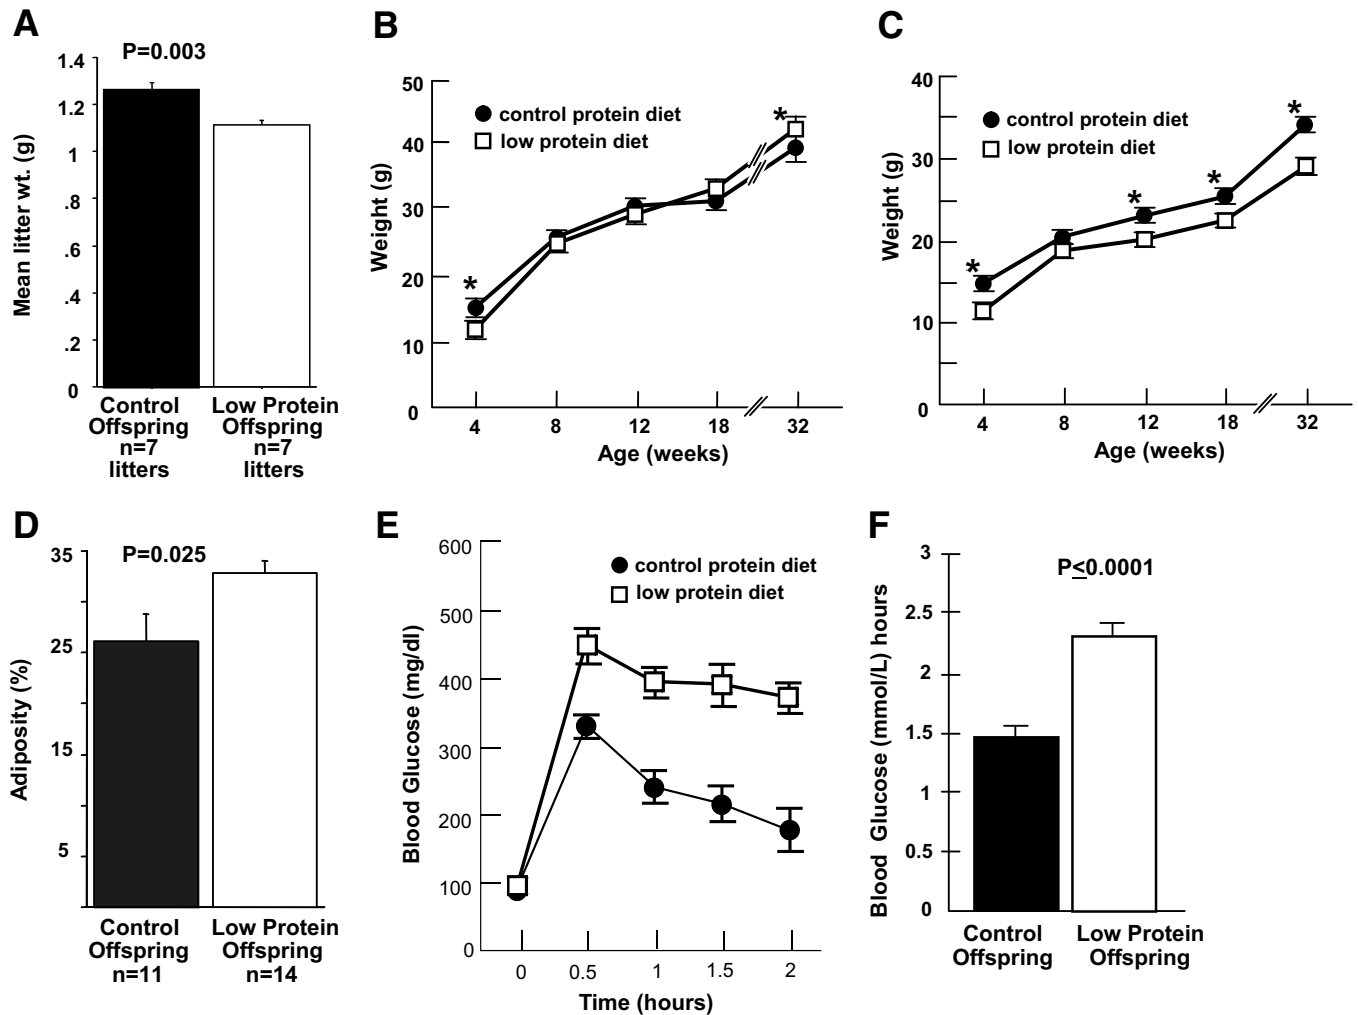 A
P=0.003
1.4
1.2
1
.8
.6
.4
.2
0
Mean litter wt. (g)
Control Offspring n=7 litters
Low Protein Offspring n=7 litters
B
50
40
30
20
10
0
Weight (g)
control protein diet
low protein diet
*
*
4 8 12 18 32
Age (weeks)
C
40
30
20
10
0
Weight (g)
control protein diet
low protein diet
*
*
*
*
4 8 12 18 32
Age (weeks)
D
P=0.025
35
25
15
5
Adiposity (%)
Control Offspring n=11
Low Protein Offspring n=14
E
600
500
400
300
200
100
0
Blood Glucose (mg/dl)
control protein diet
low protein diet
0 0.5 1 1.5 2
Time (hours)
F
P≤0.0001
3
2.5
2
1.5
1
0.5
0
Blood Glucose (mmol/L) hours
Control Offspring
Low Protein Offspring